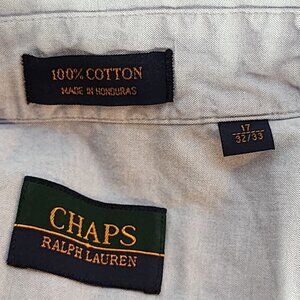 100% COTTON
MADE IN HONDURAS
17
32/33
CHAPS
RALPH LAUREN